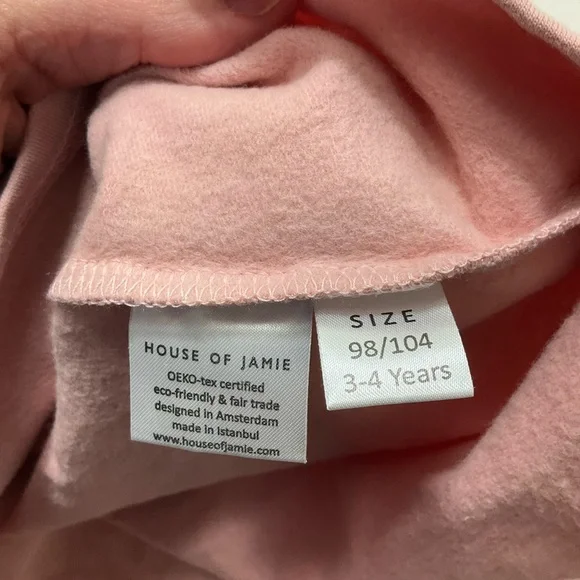 HOUSE OF JAMIE
OEKO-tex certified
eco-friendly & fair trade
designed in Amsterdam
made in Istanbul
www.houseofjamie.com
SIZE
98/104
3-4 Years